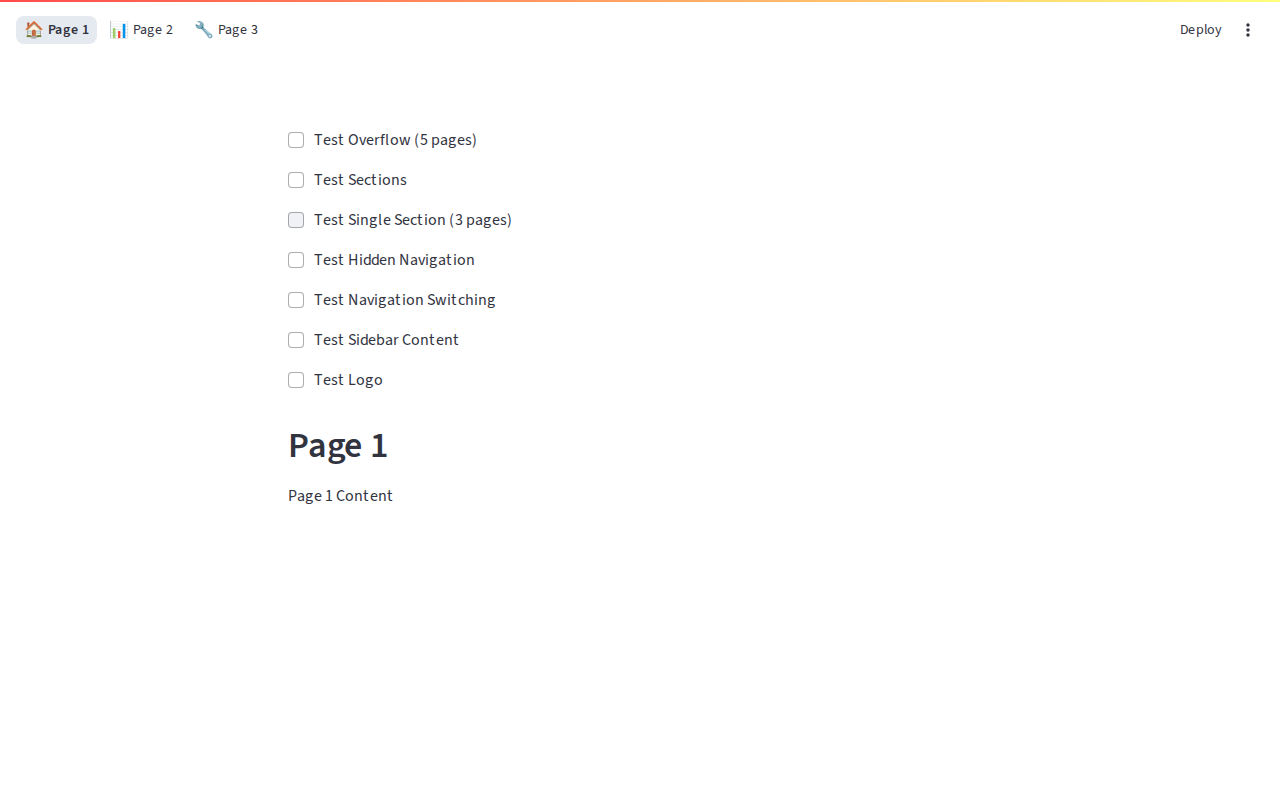 Page 1 Page 2 Page 3 Deploy
Test Overflow (5 pages)
Test Sections
Test Single Section (3 pages)
Test Hidden Navigation
Test Navigation Switching
Test Sidebar Content
Test Logo
Page 1
Page 1 Content